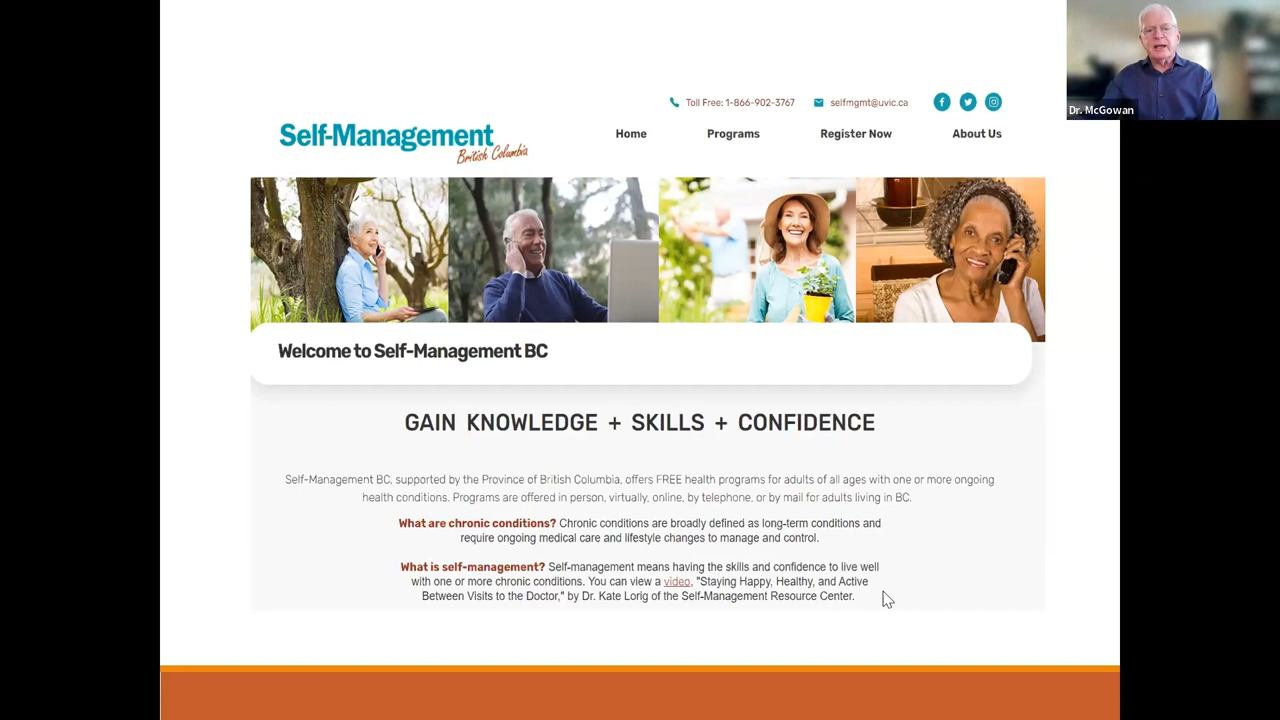 Dr. McGowan
Toll Free: 1-866-902-3767
selfmgmt@uvic.ca
Self-Management
British Columbia
Home
Programs
Register Now
About Us
Welcome to Self-Management BC
GAIN KNOWLEDGE + SKILLS + CONFIDENCE
Self-Management BC, supported by the Province of British Columbia, offers FREE health programs for adults of all ages with one or more ongoing
health conditions. Programs are offered in person, virtually, online, by telephone, or by mail for adults living in BC.
What are chronic conditions? Chronic conditions are broadly defined as long-term conditions and
require ongoing medical care and lifestyle changes to manage and control.
What is self-management? Self-management means having the skills and confidence to live well
with one or more chronic conditions. You can view a video, "Staying Happy, Healthy, and Active
Between Visits to the Doctor," by Dr. Kate Lorig of the Self-Management Resource Center.